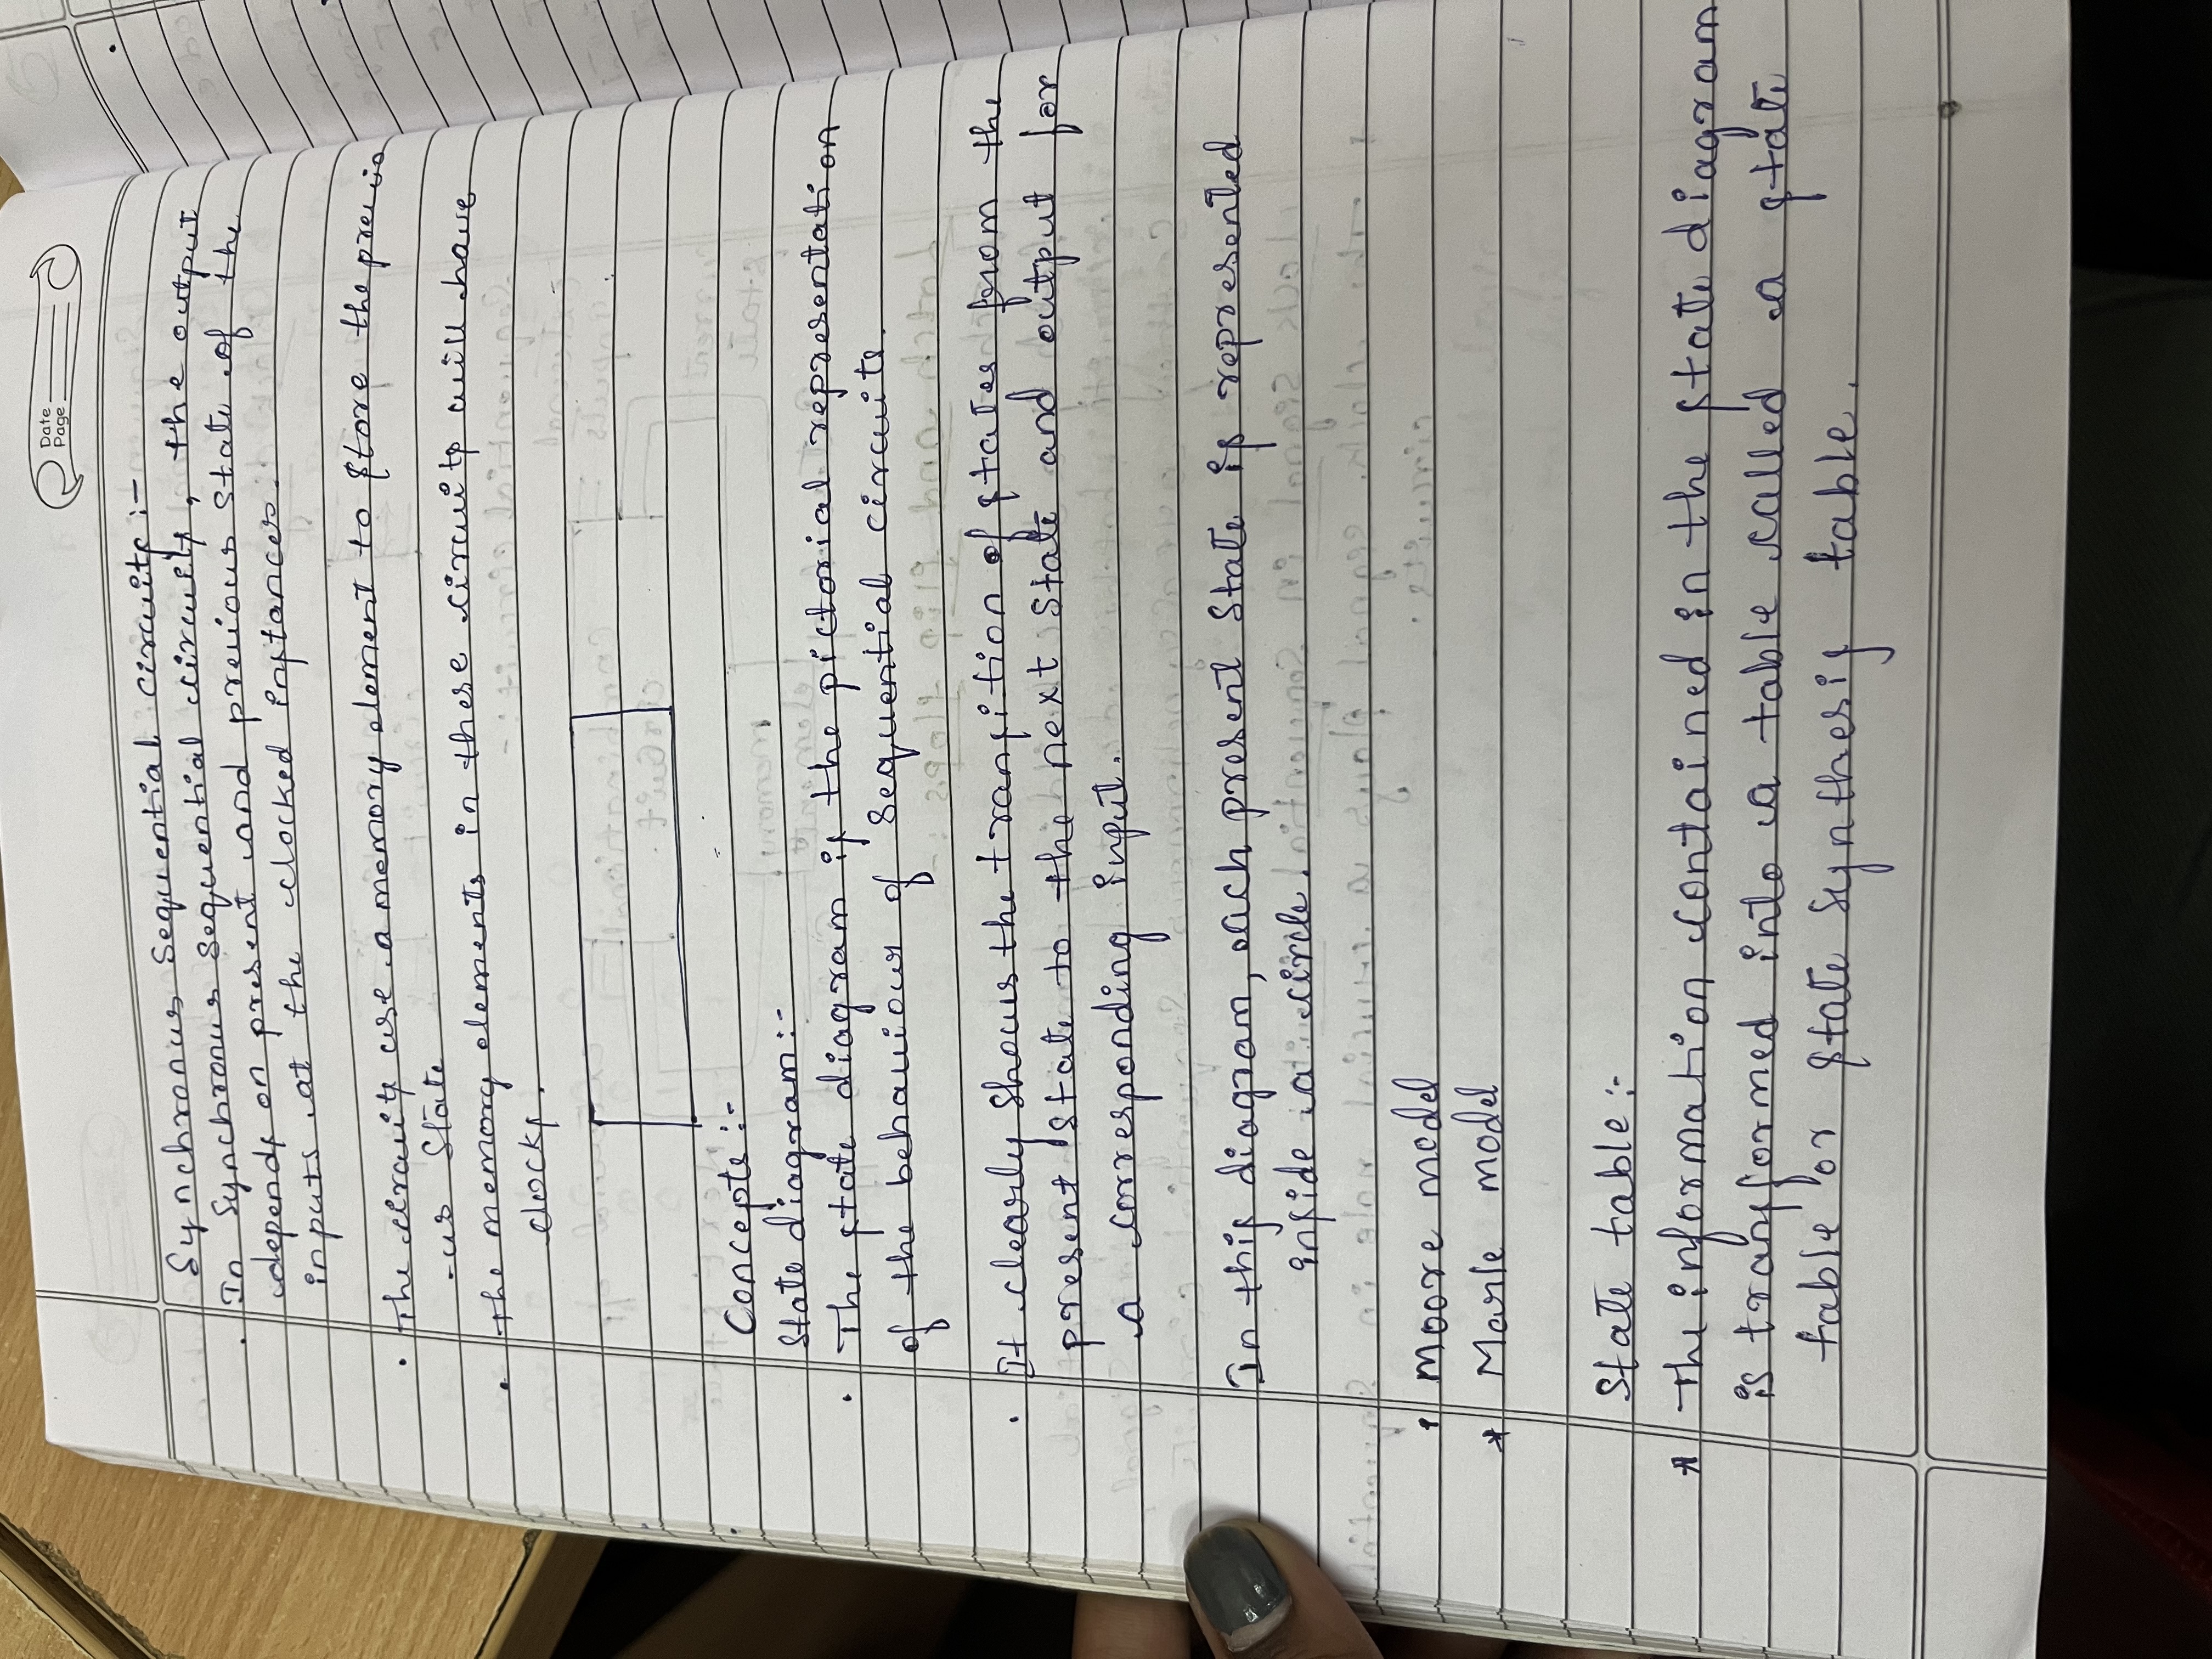 Date
Page
Synchronus Sequential circuits :-
. In Synchronus Sequential circuits, the output
depends on present and previous state of the
inputs at the clocked instances.
. The circuits use a memory element to store the previo
-us state
. The memory elements in these circuits will have
clocks.
Concepts :-
State diagram :-
. The state diagram is the pictorial representation
of the behaviour of Sequential circuits.
. It clearly shows the transition of states from the
present state to the next state and output for
a corresponding input.
In this diagram, each present state is represented
inside a circle.
. Moore model
* Marle model
State table :-
* The information contained in the state diagram
is transformed into a table called a state
table or state synthesis table.